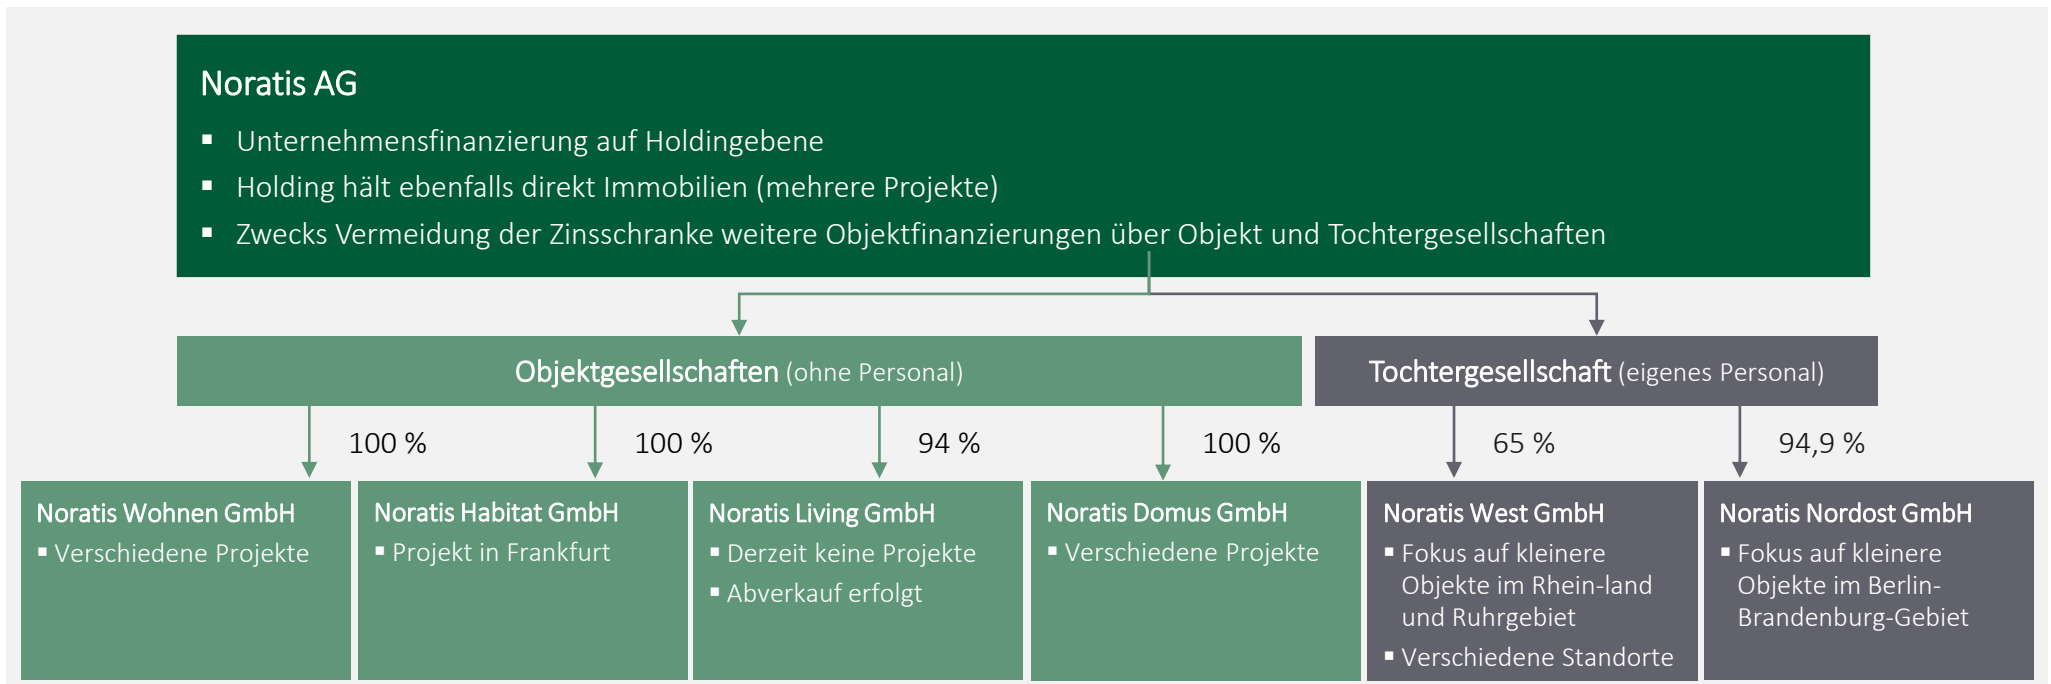 Noratis AG
▪ Unternehmensfinanzierung auf Holdingebene
▪ Holding hält ebenfalls direkt Immobilien (mehrere Projekte)
▪ Zwecks Vermeidung der Zinsschranke weitere Objektfinanzierungen über Objekt und Tochtergesellschaften
Objektgesellschaften (ohne Personal)
Tochtergesellschaft (eigenes Personal)
100 %
100 %
94 %
100 %
65 %
94,9 %
Noratis Wohnen GmbH
▪ Verschiedene Projekte
Noratis Habitat GmbH
▪ Projekt in Frankfurt
Noratis Living GmbH
▪ Derzeit keine Projekte
▪ Abverkauf erfolgt
Noratis Domus GmbH
▪ Verschiedene Projekte
Noratis West GmbH
▪ Fokus auf kleinere
Objekte im Rhein-land
und Ruhrgebiet
▪ Verschiedene Standorte
Noratis Nordost GmbH
▪ Fokus auf kleinere
Objekte im Berlin-
Brandenburg-Gebiet